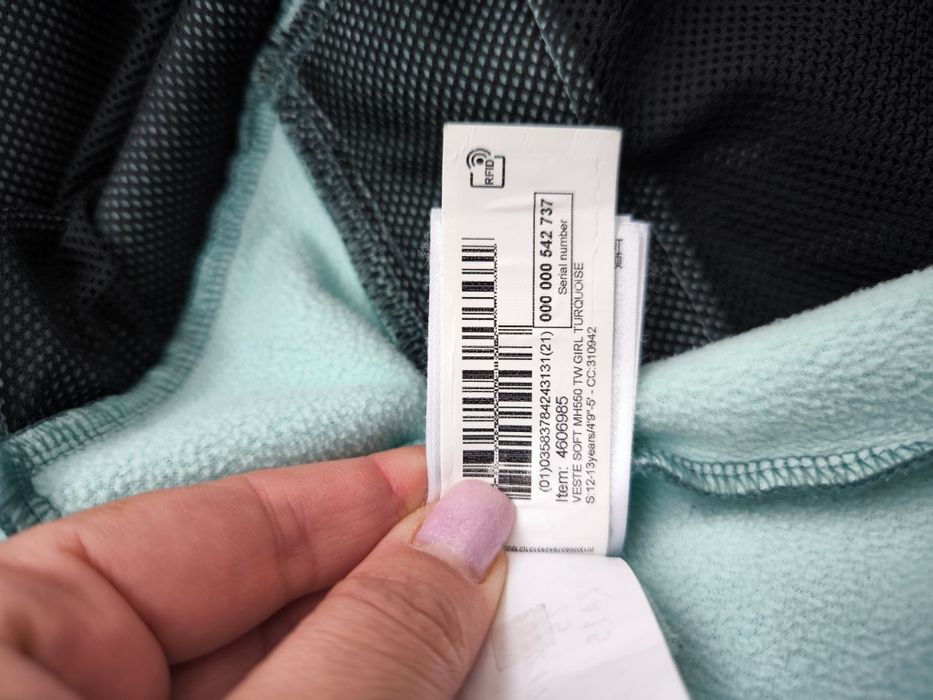 RFID
000 000 542 737
Serial number
(01)03583784243131(21)
Item: 4606985
VESTE SOFT MH550 TW GIRL TURQUOISE
S:12-13years/4'9"-5' - CC:310942